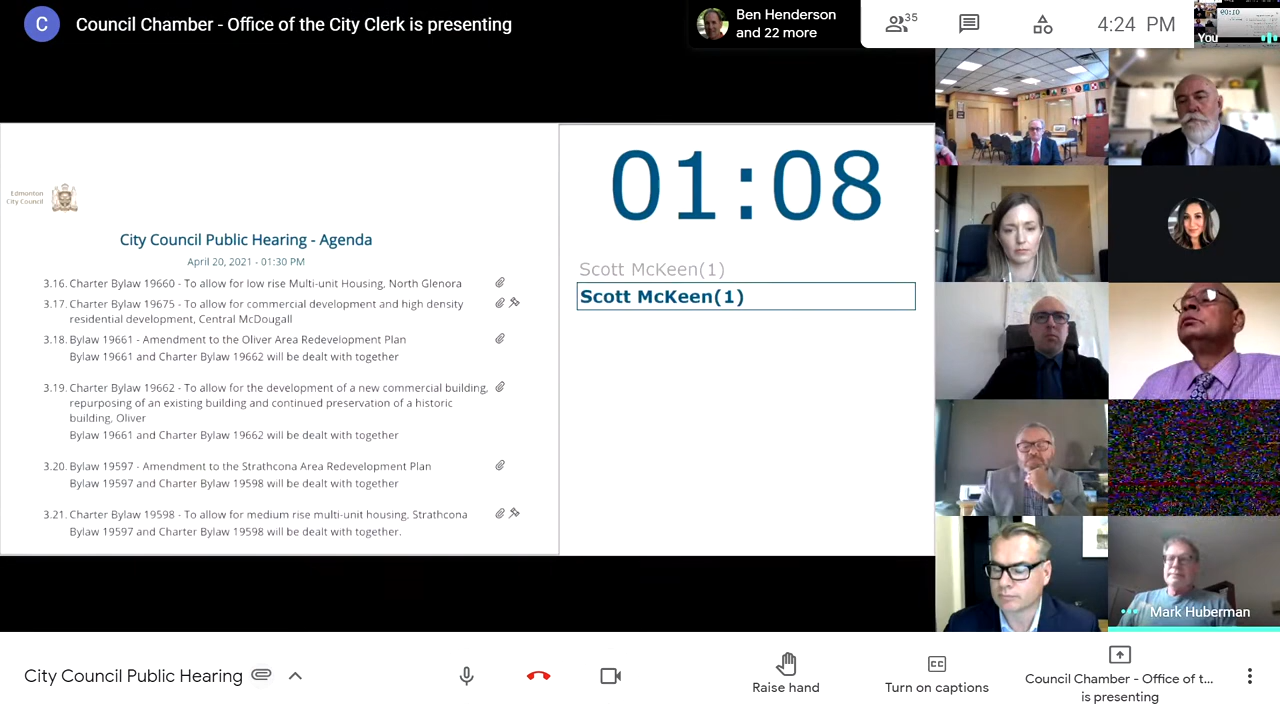 C
Council Chamber - Office of the City Clerk is presenting
Ben Henderson
and 22 more
35
4:24 PM
You
Edmonton
City Council
City Council Public Hearing - Agenda
April 20, 2021 - 01:30 PM
3.16. Charter Bylaw 19660 - To allow for low rise Multi-unit Housing, North Glenora
3.17. Charter Bylaw 19675 - To allow for commercial development and high density
residential development, Central McDougall
3.18. Bylaw 19661 - Amendment to the Oliver Area Redevelopment Plan
Bylaw 19661 and Charter Bylaw 19662 will be dealt with together
3.19. Charter Bylaw 19662 - To allow for the development of a new commercial building,
repurposing of an existing building and continued preservation of a historic
building, Oliver
Bylaw 19661 and Charter Bylaw 19662 will be dealt with together
3.20. Bylaw 19597 - Amendment to the Strathcona Area Redevelopment Plan
Bylaw 19597 and Charter Bylaw 19598 will be dealt with together
3.21. Charter Bylaw 19598 - To allow for medium rise multi-unit housing, Strathcona
Bylaw 19597 and Charter Bylaw 19598 will be dealt with together.
01:08
Scott McKeen(1)
Scott McKeen(1)
Mark Huberman
City Council Public Hearing
Raise hand
CC
Turn on captions
Council Chamber - Office of t...
is presenting